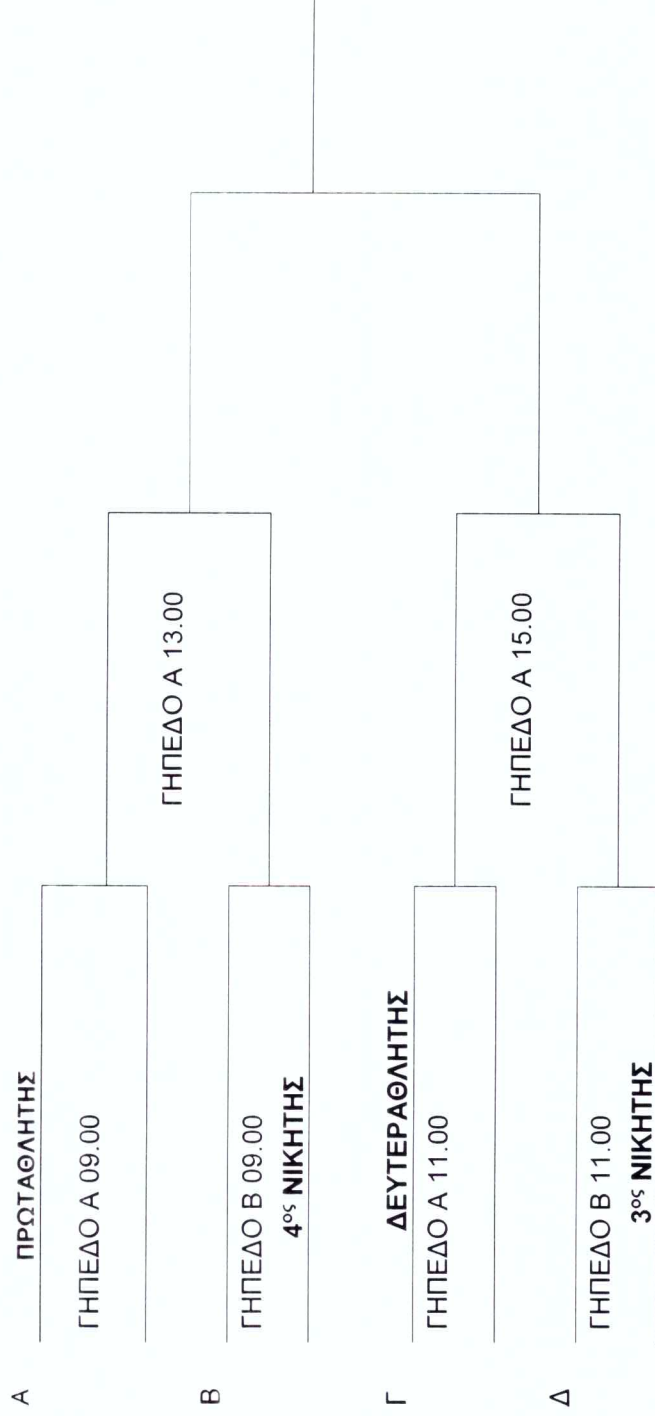 Α
ΠΡΩΤΑΘΛΗΤΗΣ
ΓΗΠΕΔΟ Α 09.00
Β
ΓΗΠΕΔΟ Β 09.00
4ος ΝΙΚΗΤΗΣ
ΓΗΠΕΔΟ Α 13.00
Γ
ΔΕΥΤΕΡΑΘΛΗΤΗΣ
ΓΗΠΕΔΟ Α 11.00
Δ
ΓΗΠΕΔΟ Β 11.00
3ος ΝΙΚΗΤΗΣ
ΓΗΠΕΔΟ Α 15.00